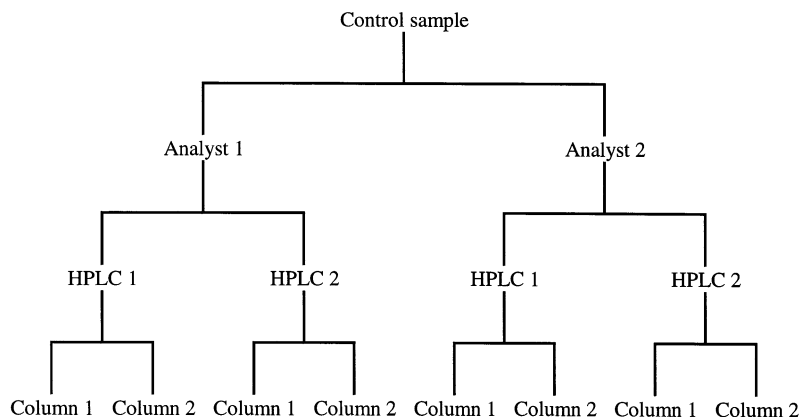 Control sample
Analyst 1 Analyst 2
HPLC 1 HPLC 2 HPLC 1 HPLC 2
Column 1 Column 2 Column 1 Column 2 Column 1 Column 2 Column 1 Column 2